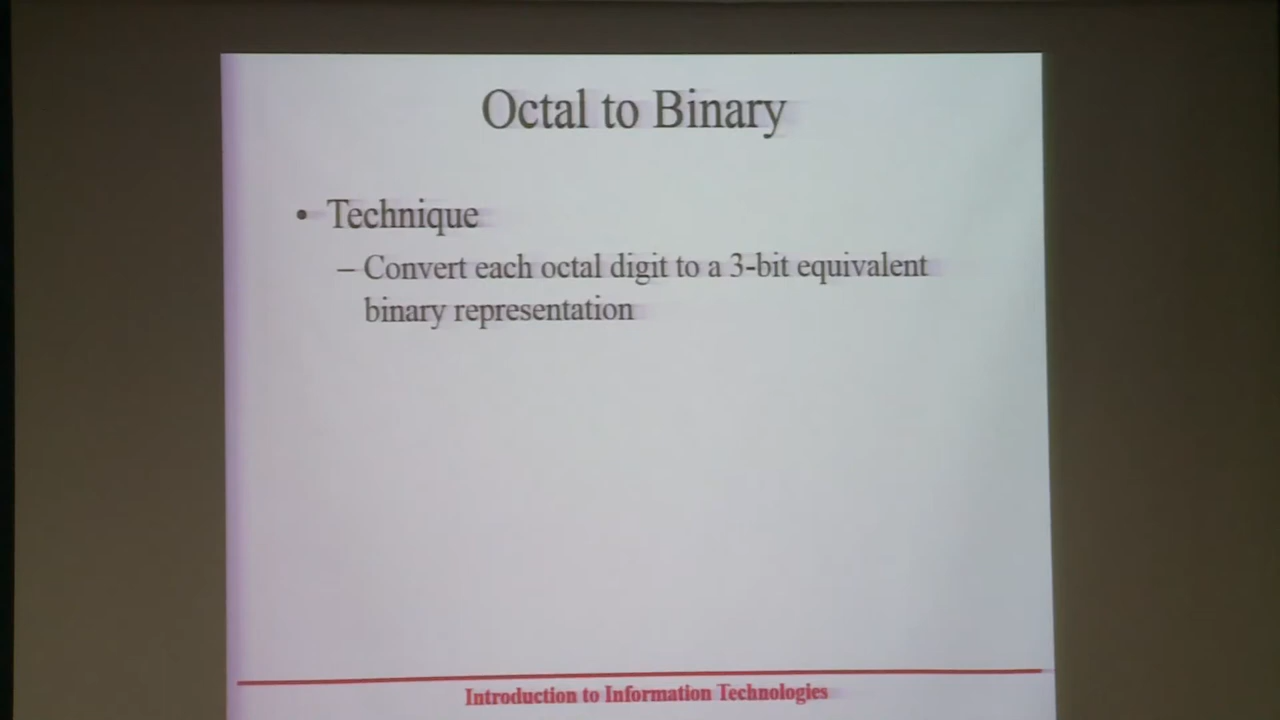 Octal to Binary
• Technique
– Convert each octal digit to a 3-bit equivalent
binary representation
Introduction to Information Technologies